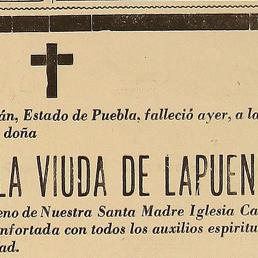 án, Estado de Puebla, falleció ayer, a la
doña
LA VIUDA DE LAPUEN
eno de Nuestra Santa Madre Iglesia Ca
nfortada con todos los auxilios espiritu
ad.